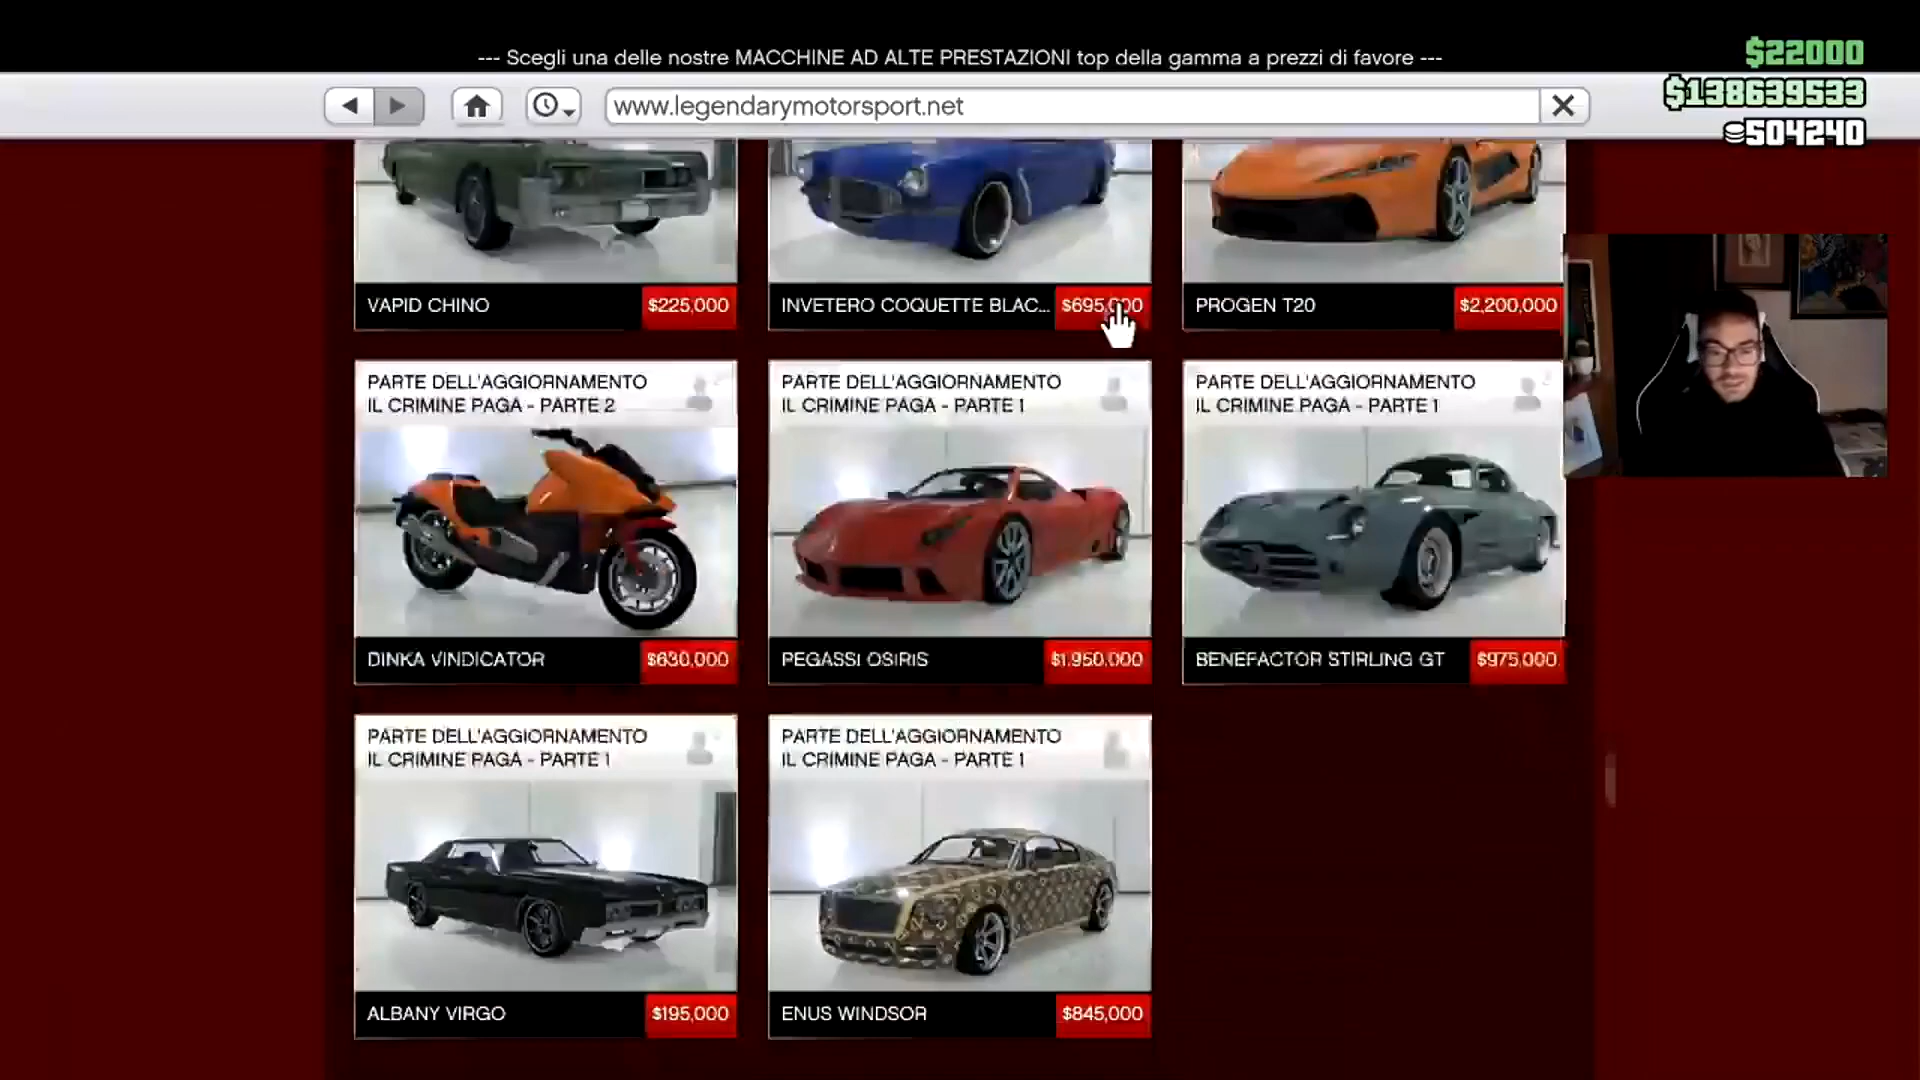 --- Scegli una delle nostre MACCHINE AD ALTE PRESTAZIONI top della gamma a prezzi di favore ---
$22000
www.legendarymotorsport.net
$138639533
504240
VAPID CHINO $225,000
INVETERO COQUETTE BLAC... $695,000
PROGEN T20 $2,200,000
PARTE DELL'AGGIORNAMENTO
IL CRIMINE PAGA - PARTE 2
DINKA VINDICATOR $630,000
PARTE DELL'AGGIORNAMENTO
IL CRIMINE PAGA - PARTE 1
PEGASSI OSIRIS $1,950,000
PARTE DELL'AGGIORNAMENTO
IL CRIMINE PAGA - PARTE 1
BENEFACTOR STIRLING GT $975,000
PARTE DELL'AGGIORNAMENTO
IL CRIMINE PAGA - PARTE 1
ALBANY VIRGO $195,000
PARTE DELL'AGGIORNAMENTO
IL CRIMINE PAGA - PARTE 1
ENUS WINDSOR $845,000